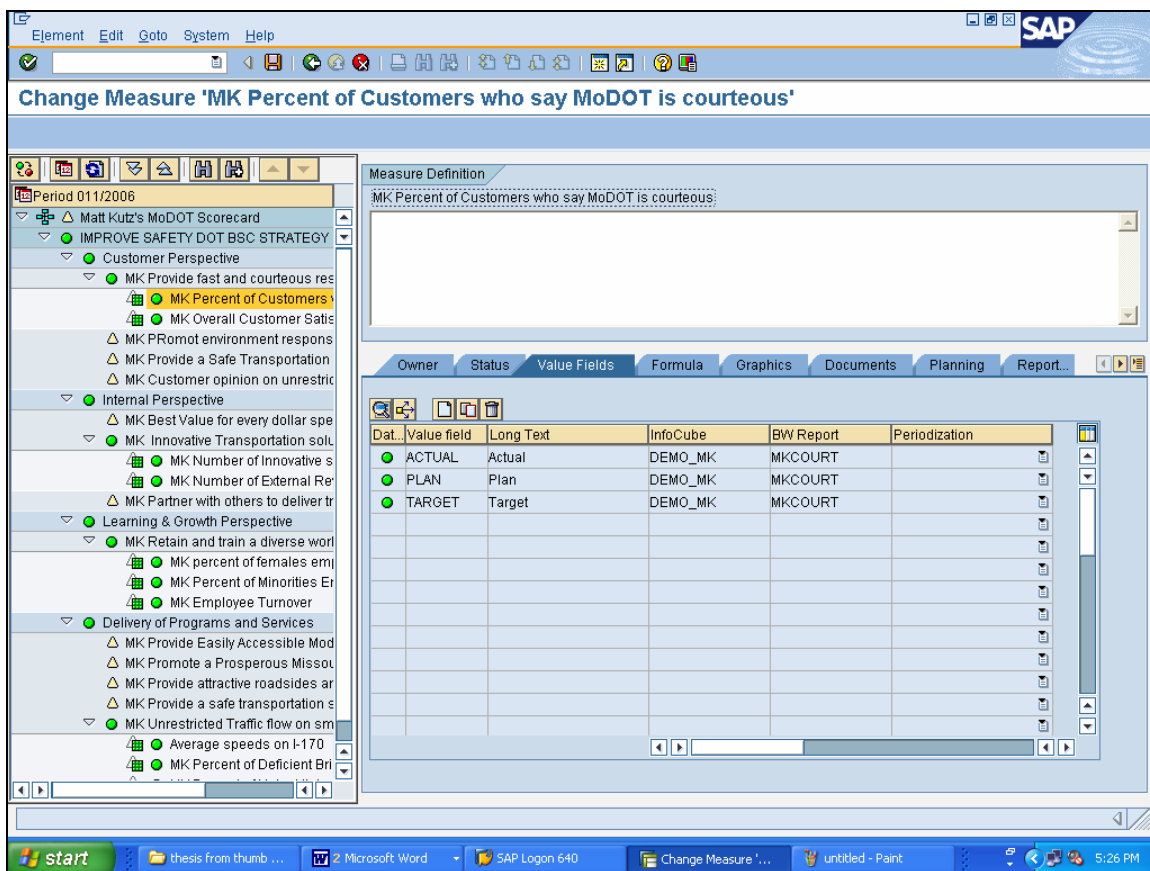 Element Edit Goto System Help
SAP
Change Measure 'MK Percent of Customers who say MoDOT is courteous'
Period 011/2006
Matt Kutz's MoDOT Scorecard
IMPROVE SAFETY DOT BSC STRATEGY
Customer Perspective
MK Provide fast and courteous res
MK Percent of Customers
MK Overall Customer Satis
MK PRomot environment respons
MK Provide a Safe Transportation
MK Customer opinion on unrestric
Internal Perspective
MK Best Value for every dollar spe
MK Innovative Transportation solu
MK Number of Innovative s
MK Number of External Re
MK Partner with others to deliver tr
Learning & Growth Perspective
MK Retain and train a diverse worl
MK percent of females emp
MK Percent of Minorities Er
MK Employee Turnover
Delivery of Programs and Services
MK Provide Easily Accessible Mod
MK Promote a Prosperous Missou
MK Provide attractive roadsides ar
MK Provide a safe transportation s
MK Unrestricted Traffic flow on sm
Average speeds on I-170
MK Percent of Deficient Bri
Measure Definition
MK Percent of Customers who say MoDOT is courteous
Owner Status Value Fields Formula Graphics Documents Planning Report...
Dat... Value field Long Text InfoCube BW Report Periodization
ACTUAL Actual DEMO_MK MKCOURT
PLAN Plan DEMO_MK MKCOURT
TARGET Target DEMO_MK MKCOURT
start thesis from thumb ... 2 Microsoft Word SAP Logon 640 Change Measure '... untitled - Paint 5:26 PM